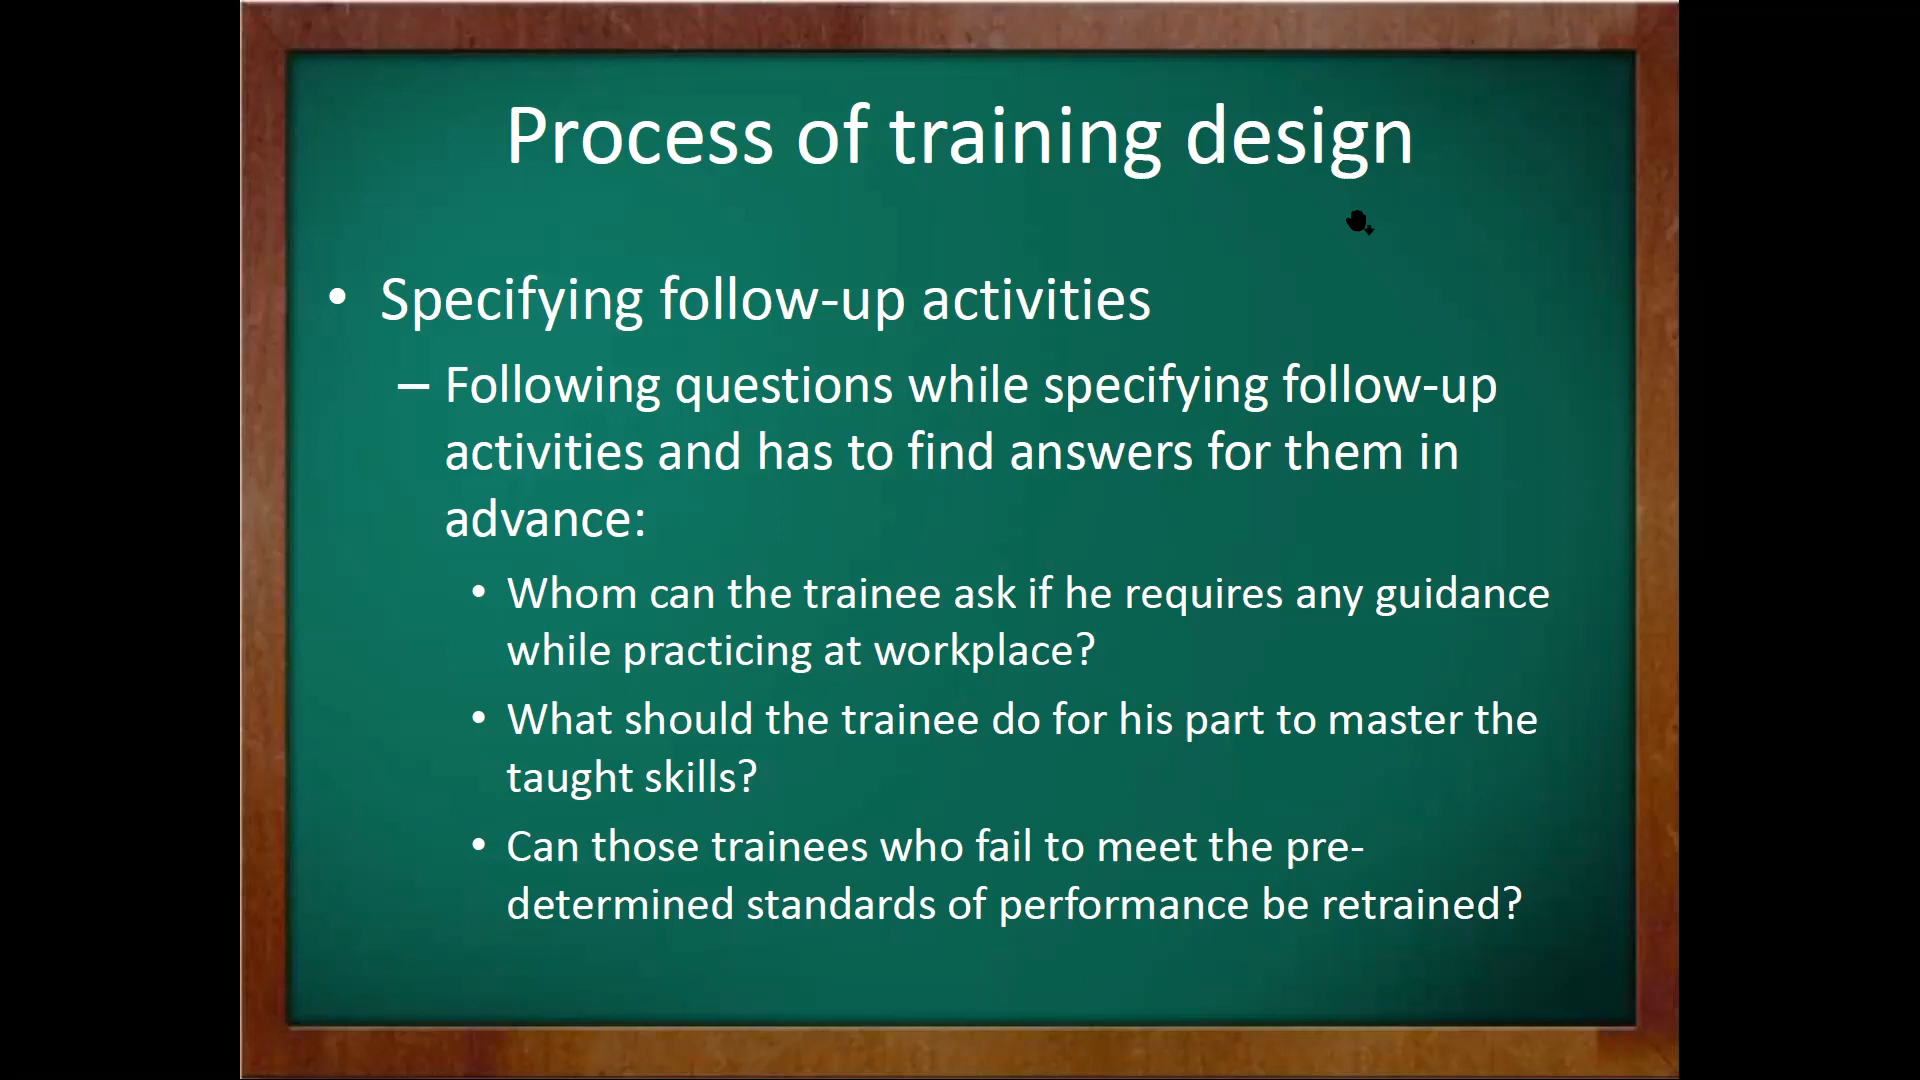 Process of training design
• Specifying follow-up activities
– Following questions while specifying follow-up
activities and has to find answers for them in
advance:
• Whom can the trainee ask if he requires any guidance
while practicing at workplace?
• What should the trainee do for his part to master the
taught skills?
• Can those trainees who fail to meet the pre-
determined standards of performance be retrained?